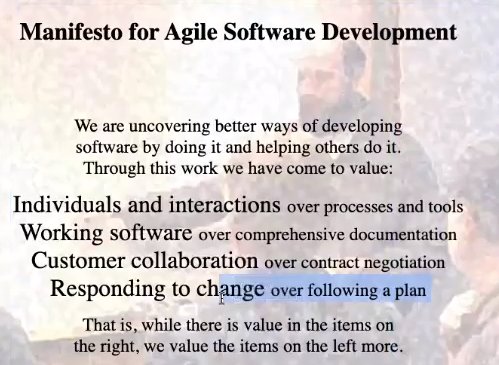 Manifesto for Agile Software Development
We are uncovering better ways of developing
software by doing it and helping others do it.
Through this work we have come to value:
Individuals and interactions over processes and tools
Working software over comprehensive documentation
Customer collaboration over contract negotiation
Responding to change over following a plan
That is, while there is value in the items on
the right, we value the items on the left more.